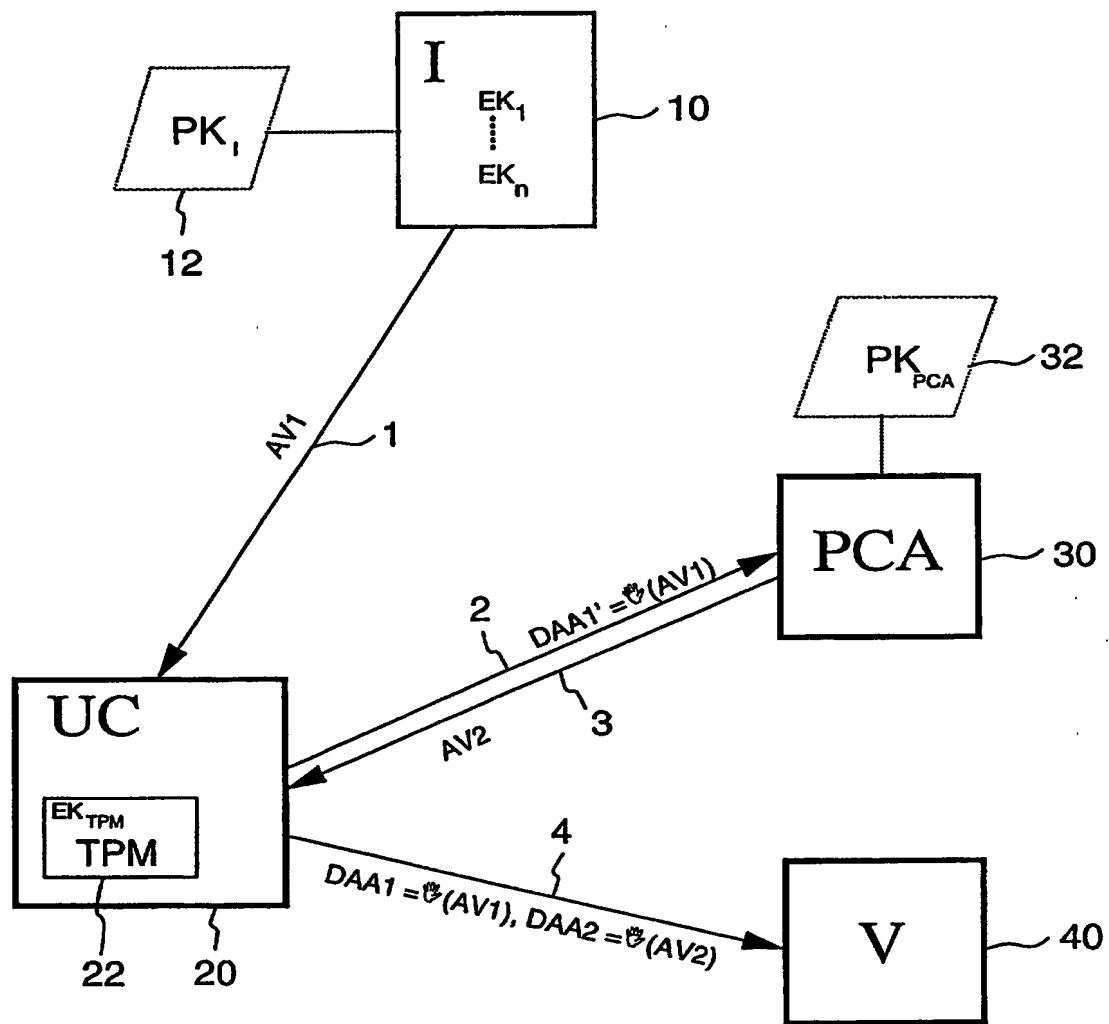 I
EK1
EKn
10
PKI
12
AV1
1
PKPCA
32
PCA
30
2
DAA1' = (AV1)
3
AV2
UC
EKTPM
TPM
22
20
4
DAA1 = (AV1), DAA2 = (AV2)
V
40